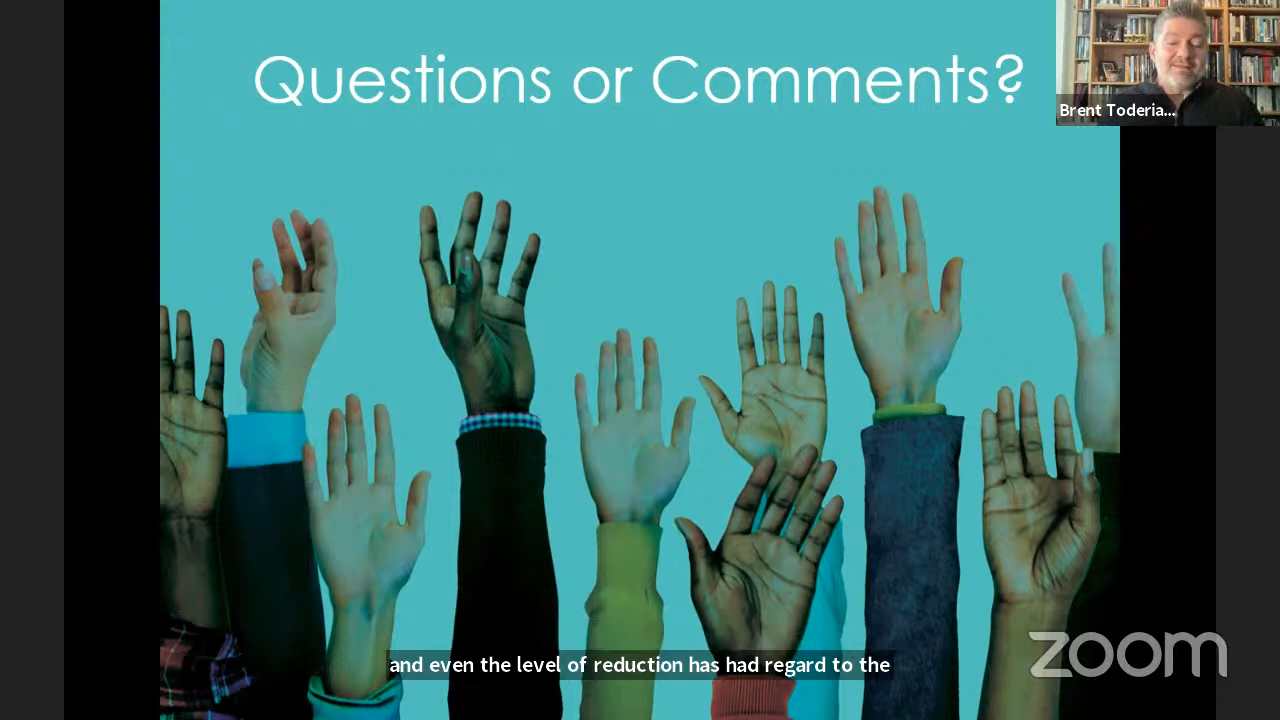 Questions or Comments?
Brent Toderia...
and even the level of reduction has had regard to the
zoom